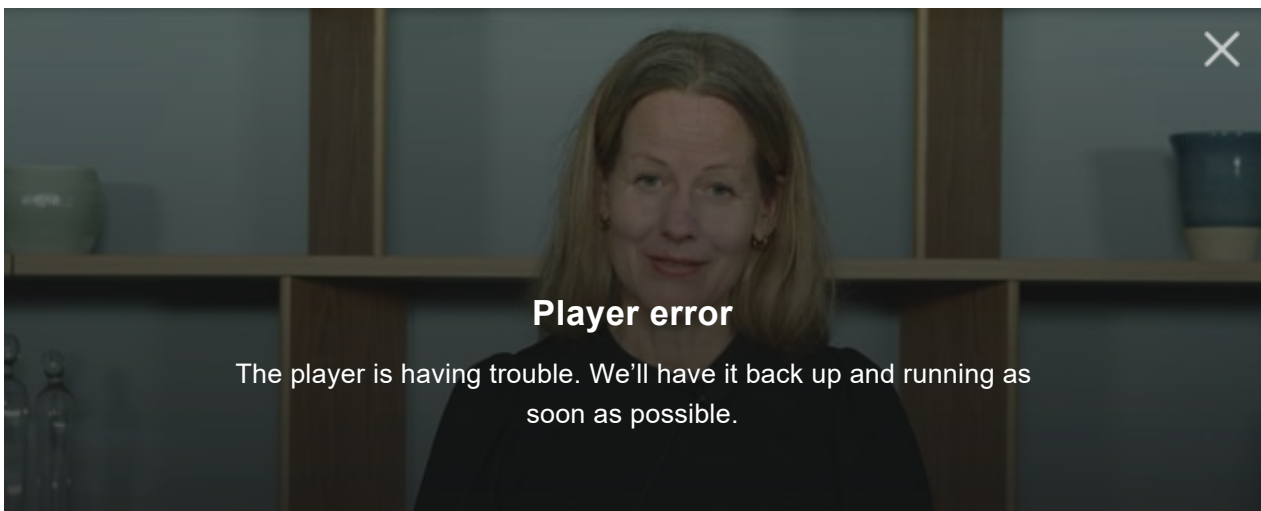 Player error
The player is having trouble. We’ll have it back up and running as
soon as possible.